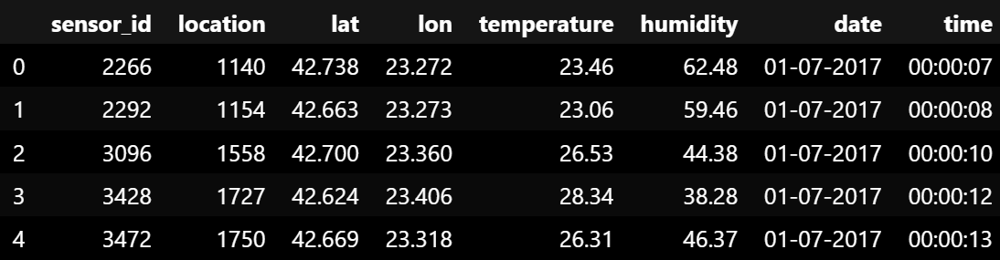 sensor_id location lat lon temperature humidity date time
0 2266 1140 42.738 23.272 23.46 62.48 01-07-2017 00:00:07
1 2292 1154 42.663 23.273 23.06 59.46 01-07-2017 00:00:08
2 3096 1558 42.700 23.360 26.53 44.38 01-07-2017 00:00:10
3 3428 1727 42.624 23.406 28.34 38.28 01-07-2017 00:00:12
4 3472 1750 42.669 23.318 26.31 46.37 01-07-2017 00:00:13